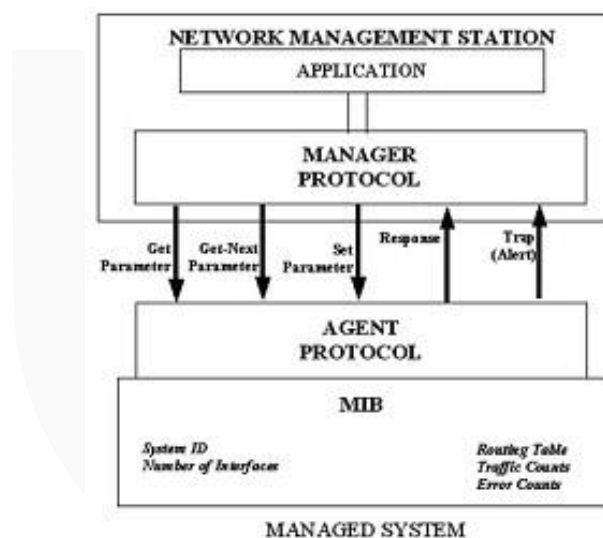 NETWORK MANAGEMENT STATION
APPLICATION
MANAGER
PROTOCOL
Get
Parameter
Get-Next
Parameter
Set
Parameter
Response
Trap
(Alert)
AGENT
PROTOCOL
MIB
System ID
Number of Interfaces
Routing Table
Traffic Counts
Error Counts
MANAGED SYSTEM